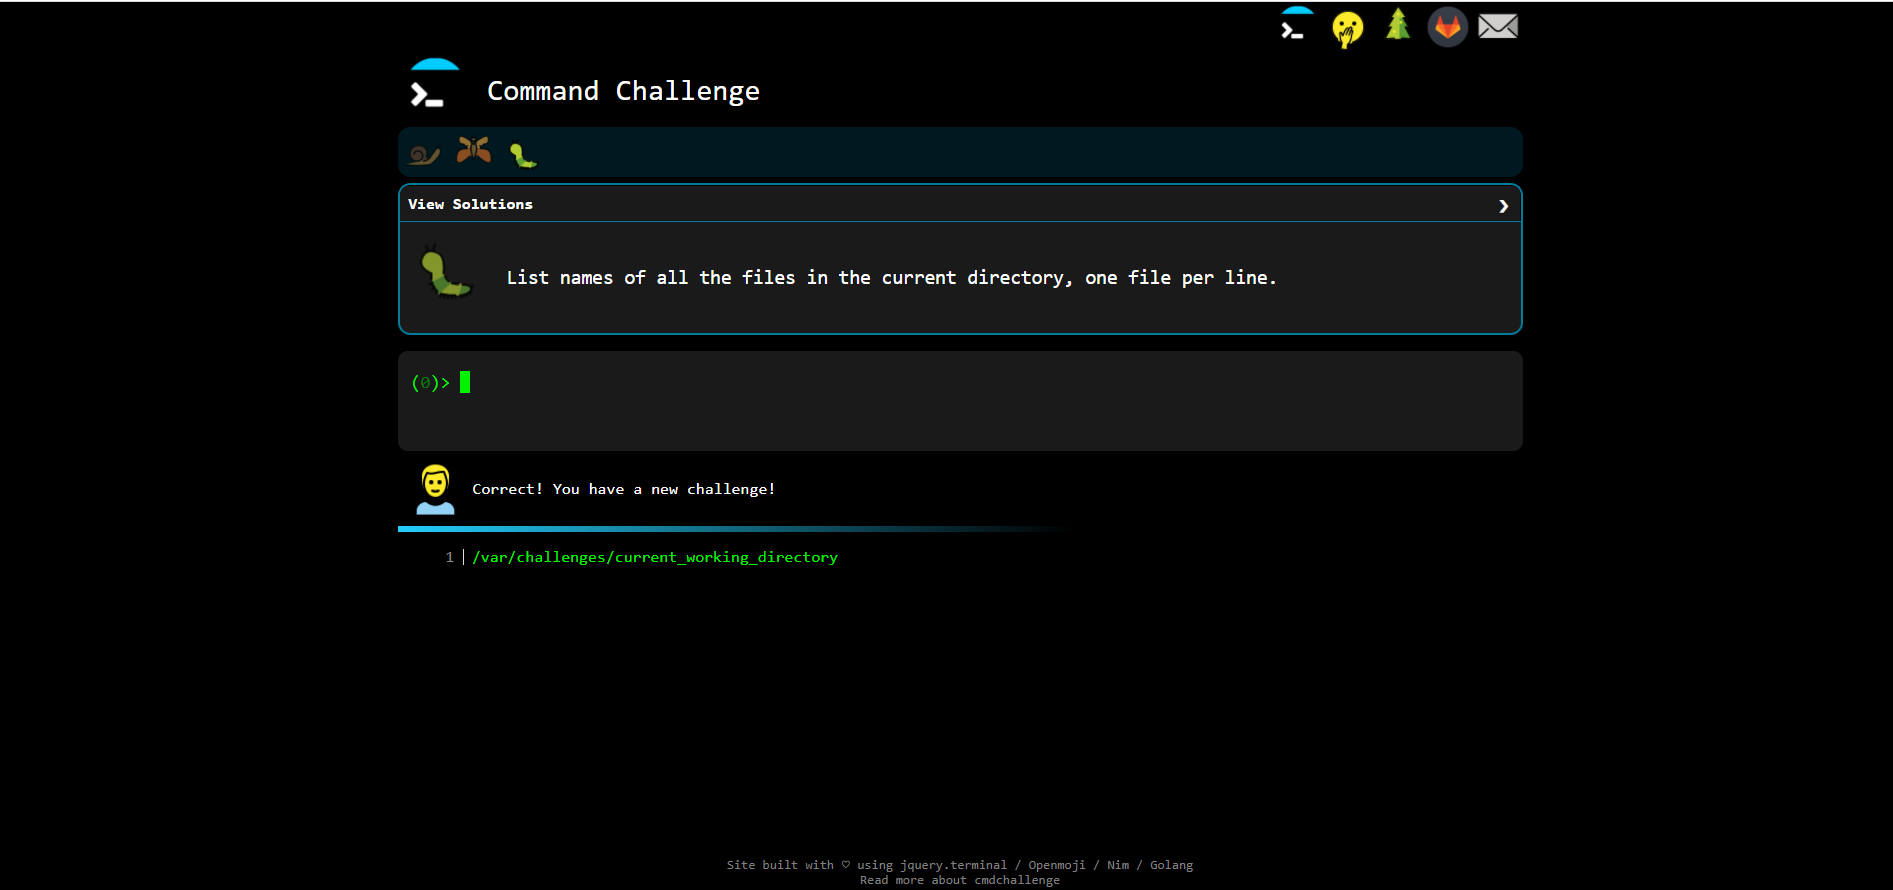 Command Challenge
View Solutions
List names of all the files in the current directory, one file per line.
(0)>
Correct! You have a new challenge!
1 /var/challenges/current_working_directory
Site built with ♡ using jquery.terminal / Openmoji / Nim / Golang
Read more about cmdchallenge